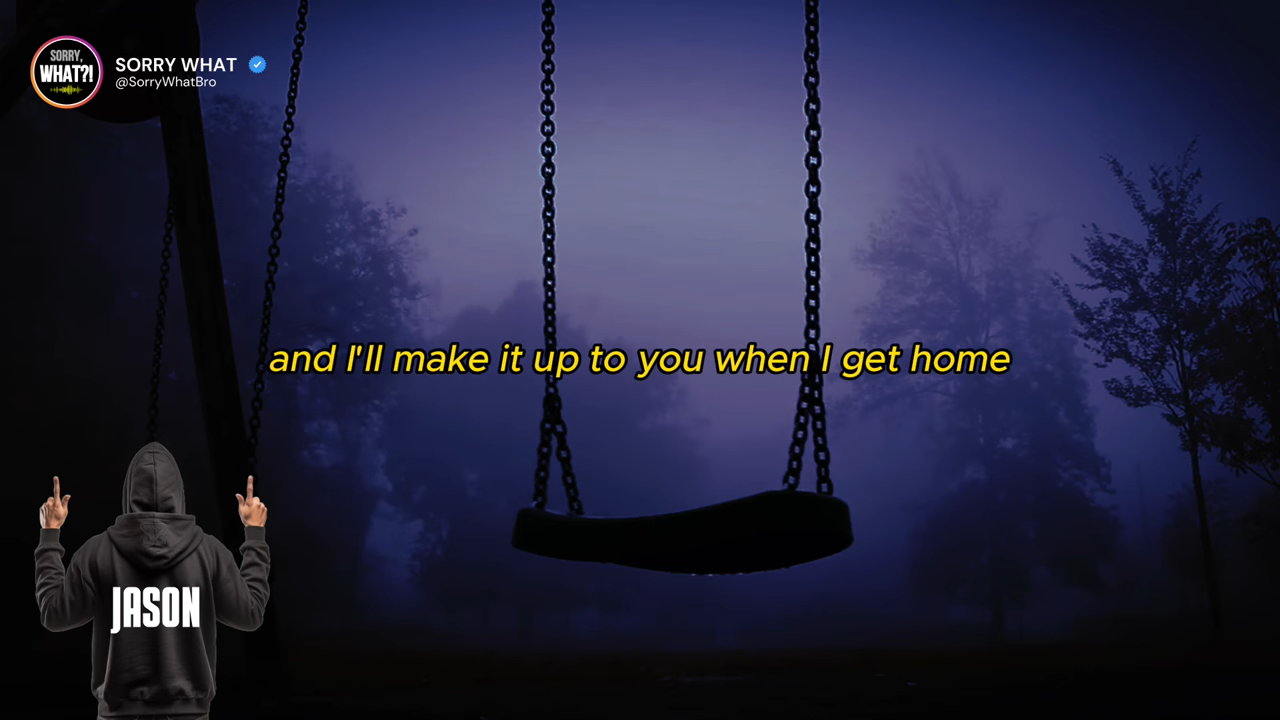 SORRY,
WHAT?!
SORRY WHAT
@SorryWhatBro
and I'll make it up to you when I get home
JASON